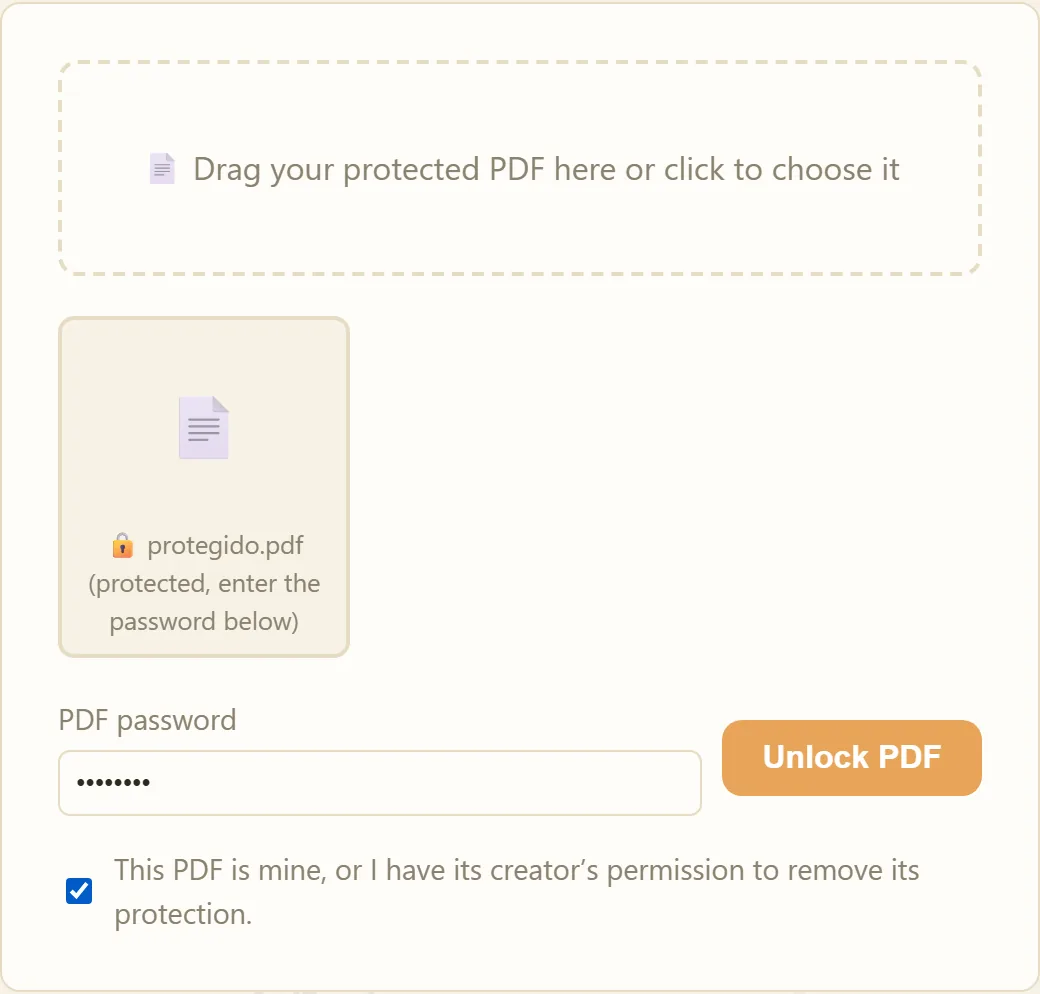 Drag your protected PDF here or click to choose it
protegido.pdf
(protected, enter the
password below)
PDF password
••••••••
Unlock PDF
This PDF is mine, or I have its creator’s permission to remove its
protection.